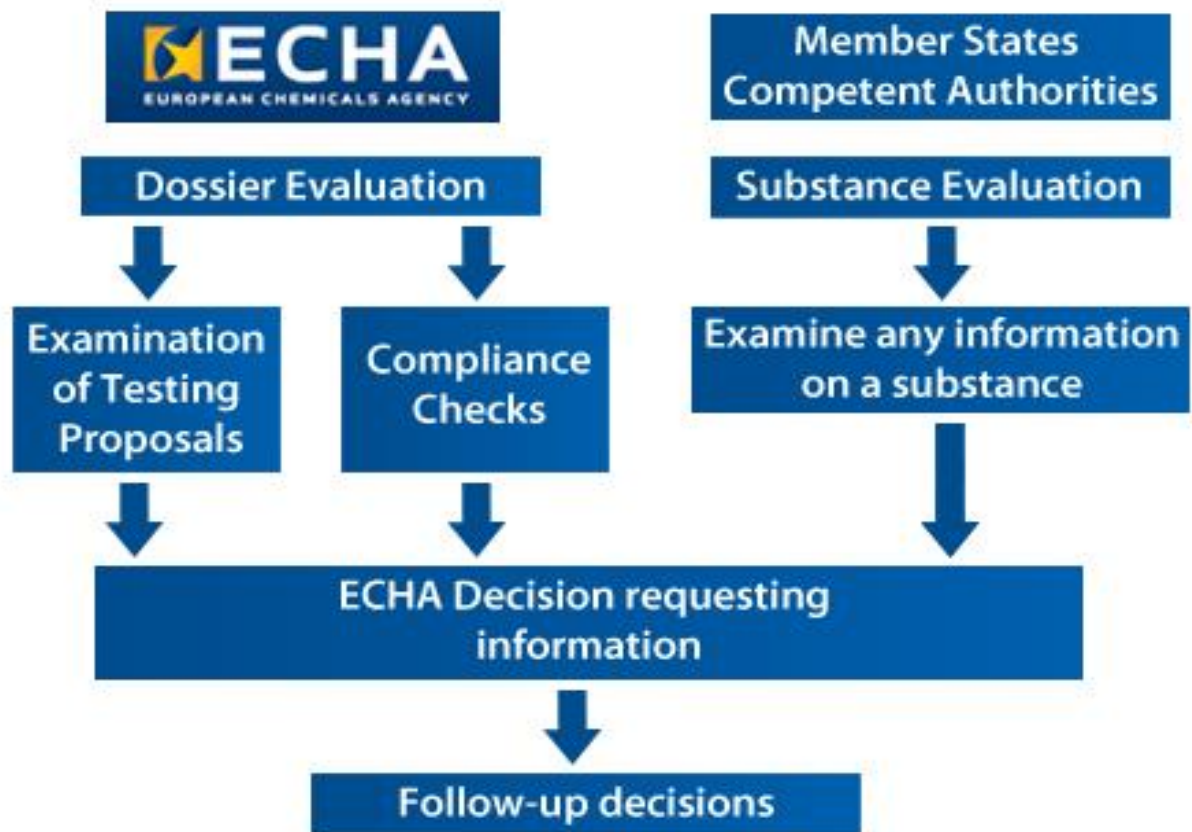 ECHA
EUROPEAN CHEMICALS AGENCY
Member States
Competent Authorities
Dossier Evaluation
Substance Evaluation
Examination
of Testing
Proposals
Compliance
Checks
Examine any information
on a substance
ECHA Decision requesting
information
Follow-up decisions